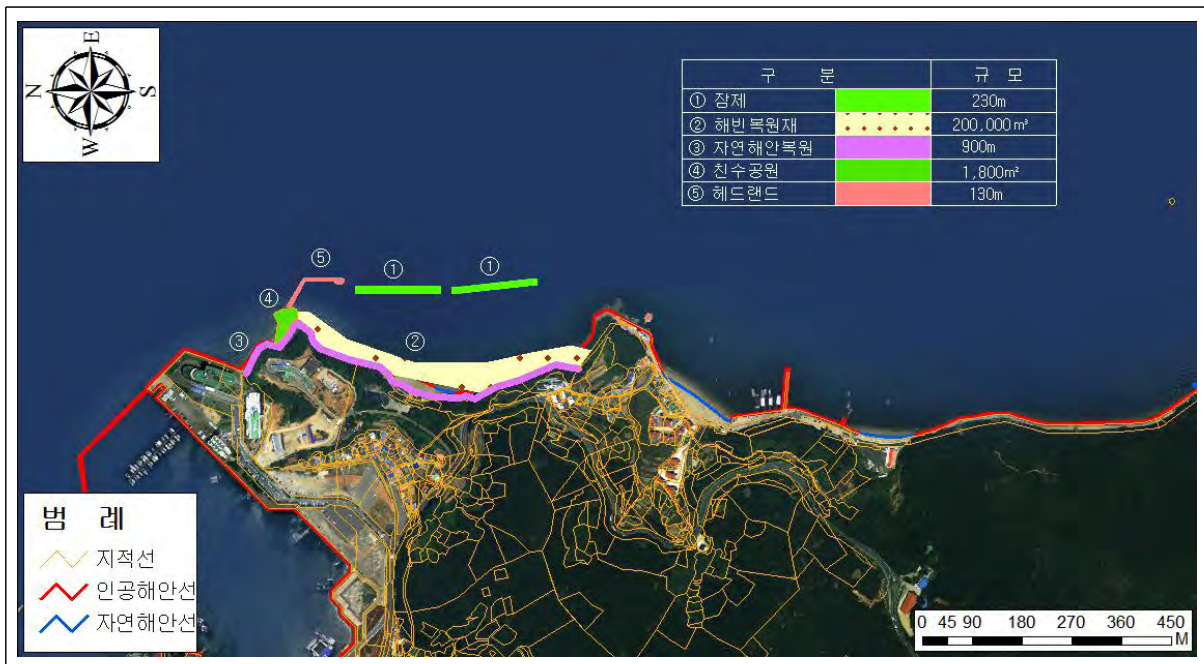 E
N S
W
구 분 규 모
① 잠제 230m
② 해빈복원재 200,000㎥
③ 자연해안복원 900m
④ 친수공원 1,800㎡
⑤ 헤드랜드 130m
⑤ ① ①
④
③ ②
범 례
지적선
인공해안선
자연해안선
0 45 90 180 270 360 450
M